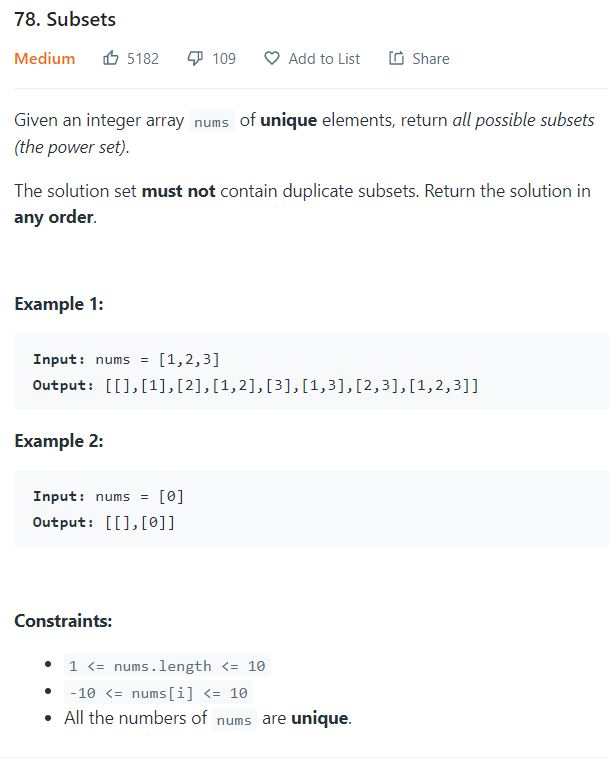 78. Subsets
Medium 5182 109 Add to List Share
Given an integer array nums of unique elements, return all possible subsets
(the power set).
The solution set must not contain duplicate subsets. Return the solution in
any order.
Example 1:
Input: nums = [1,2,3]
Output: [[],[1],[2],[1,2],[3],[1,3],[2,3],[1,2,3]]
Example 2:
Input: nums = [0]
Output: [[],[0]]
Constraints:
• 1 <= nums.length <= 10
• -10 <= nums[i] <= 10
• All the numbers of nums are unique.